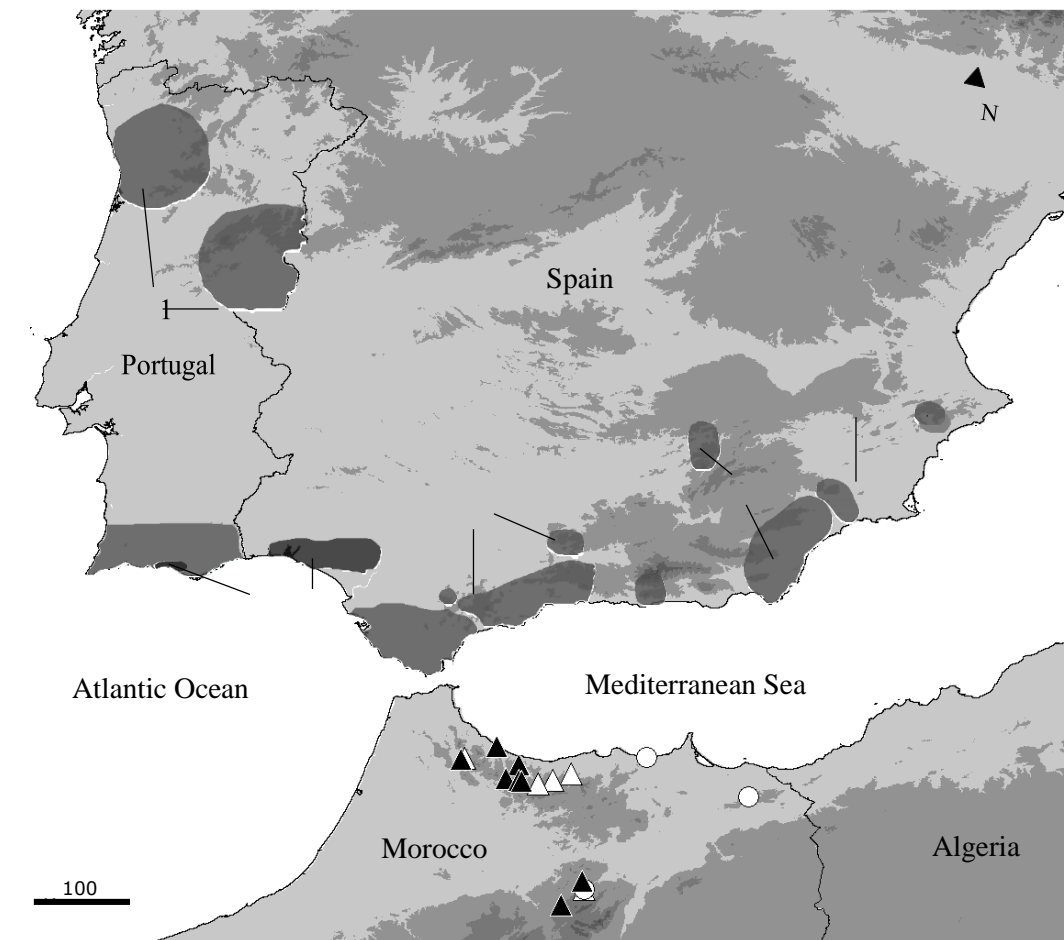 N
Spain
1
Portugal
Atlantic Ocean
Mediterranean Sea
Morocco
Algeria
100